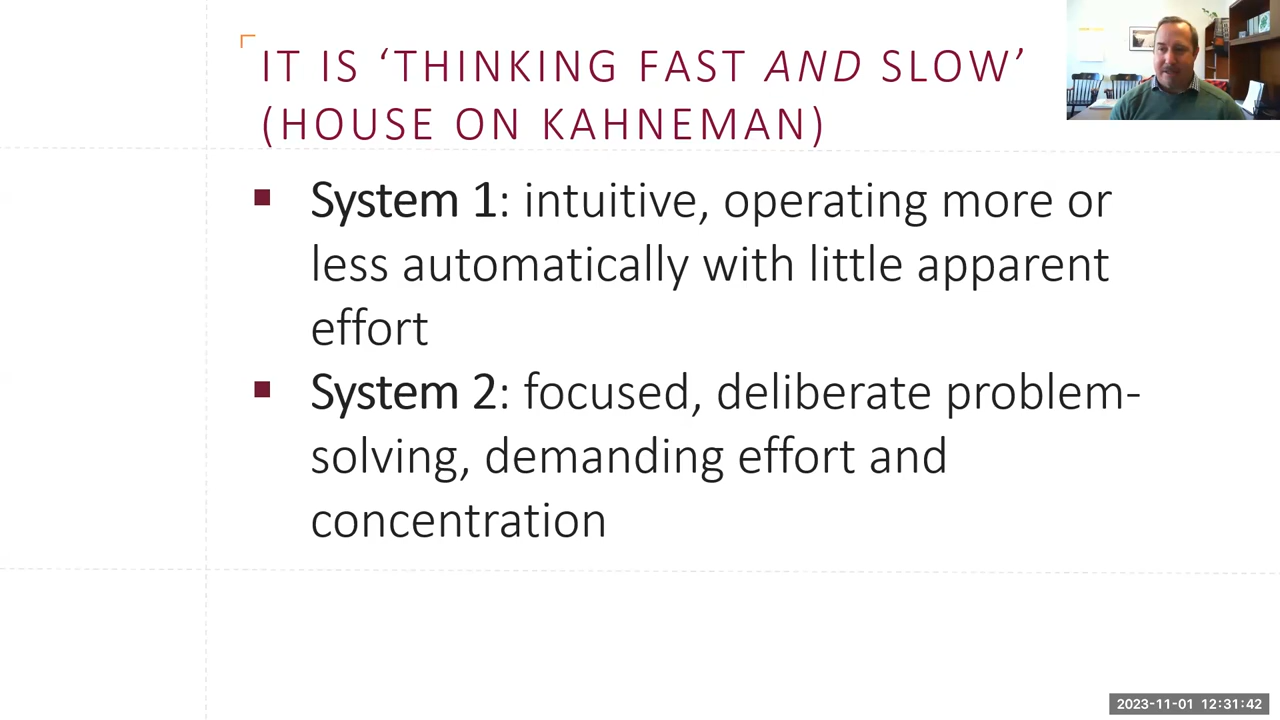 IT IS ‘THINKING FAST AND SLOW’
(HOUSE ON KAHNEMAN)
▪ System 1: intuitive, operating more or
less automatically with little apparent
effort
▪ System 2: focused, deliberate problem-
solving, demanding effort and
concentration
2023-11-01 12:31:42